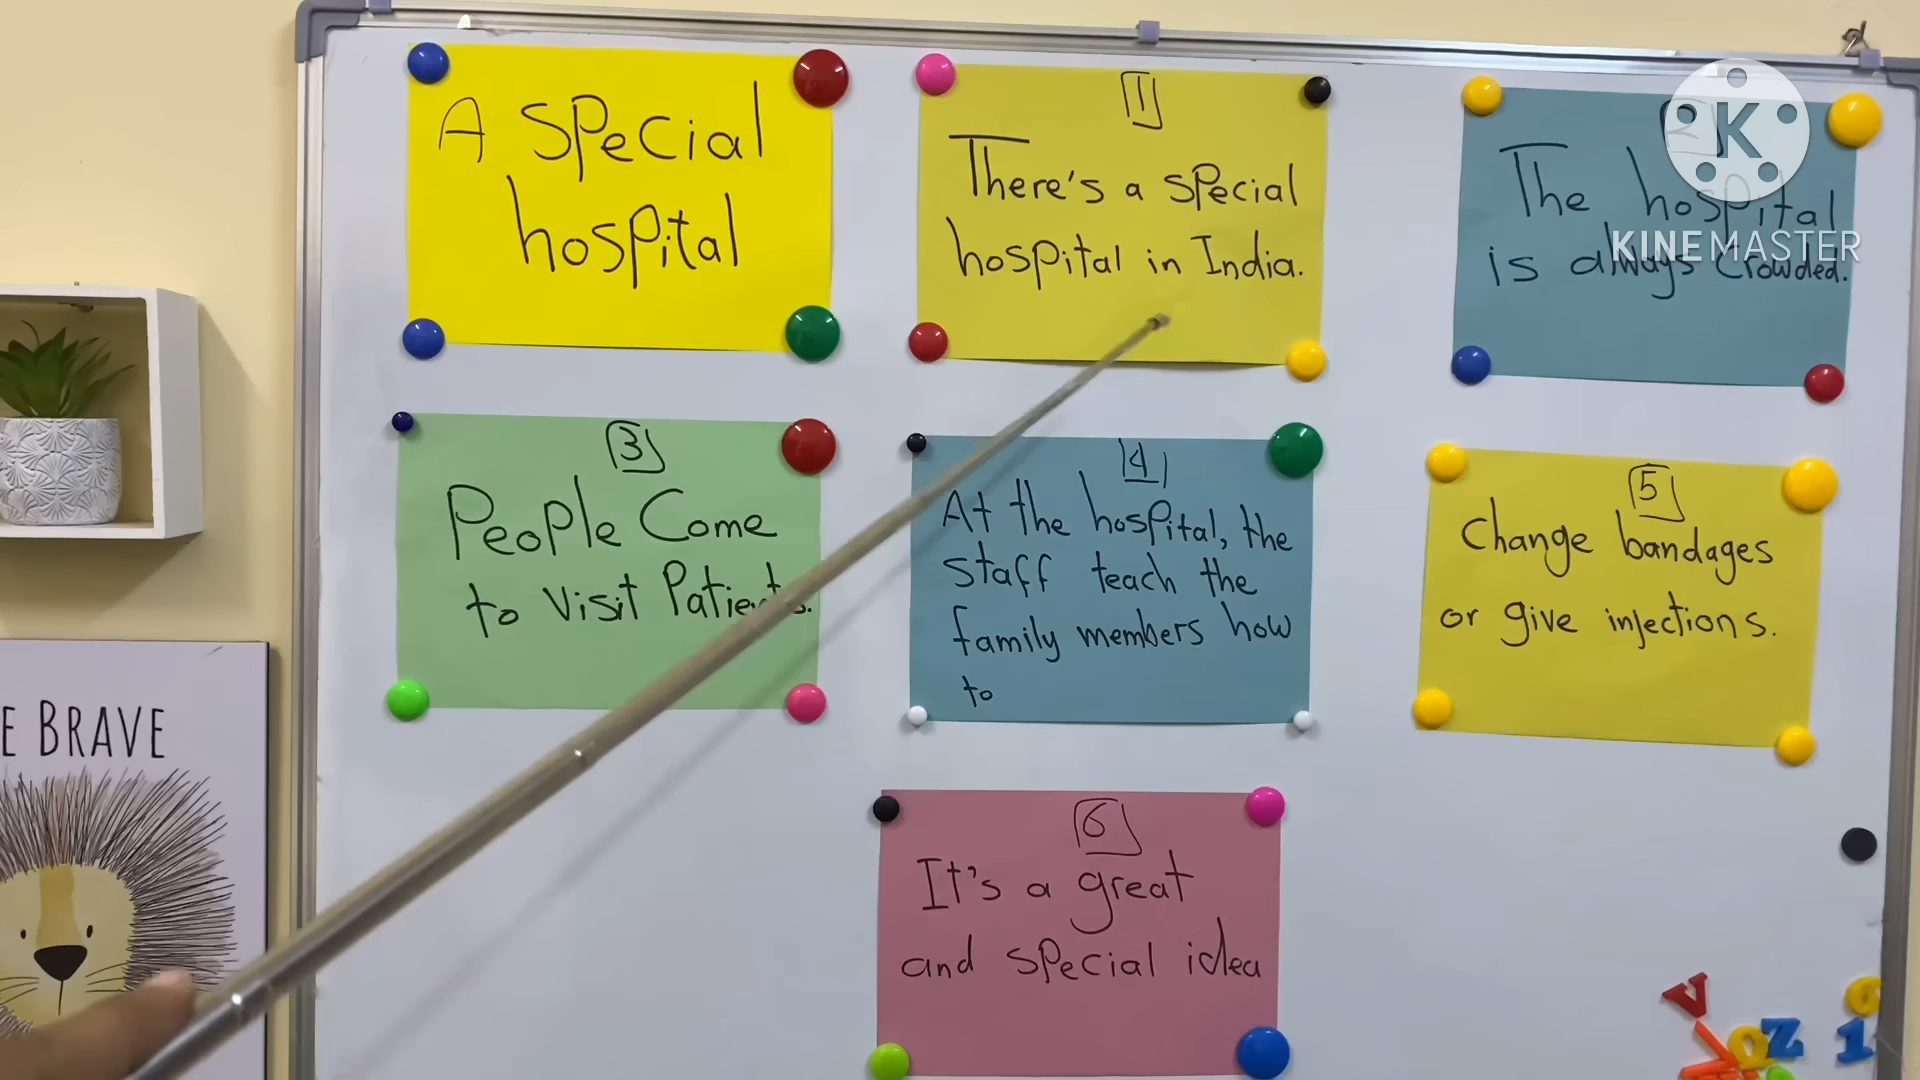 A special
hospital
1
There's a special
hospital in India.
2
The hospital
is always crowded.
K
KINEMASTER
3
People Come
to Visit Patients.
4
At the hospital, the
staff teach the
family members how
to
5
Change bandages
or give injections.
6
It's a great
and special idea
E BRAVE